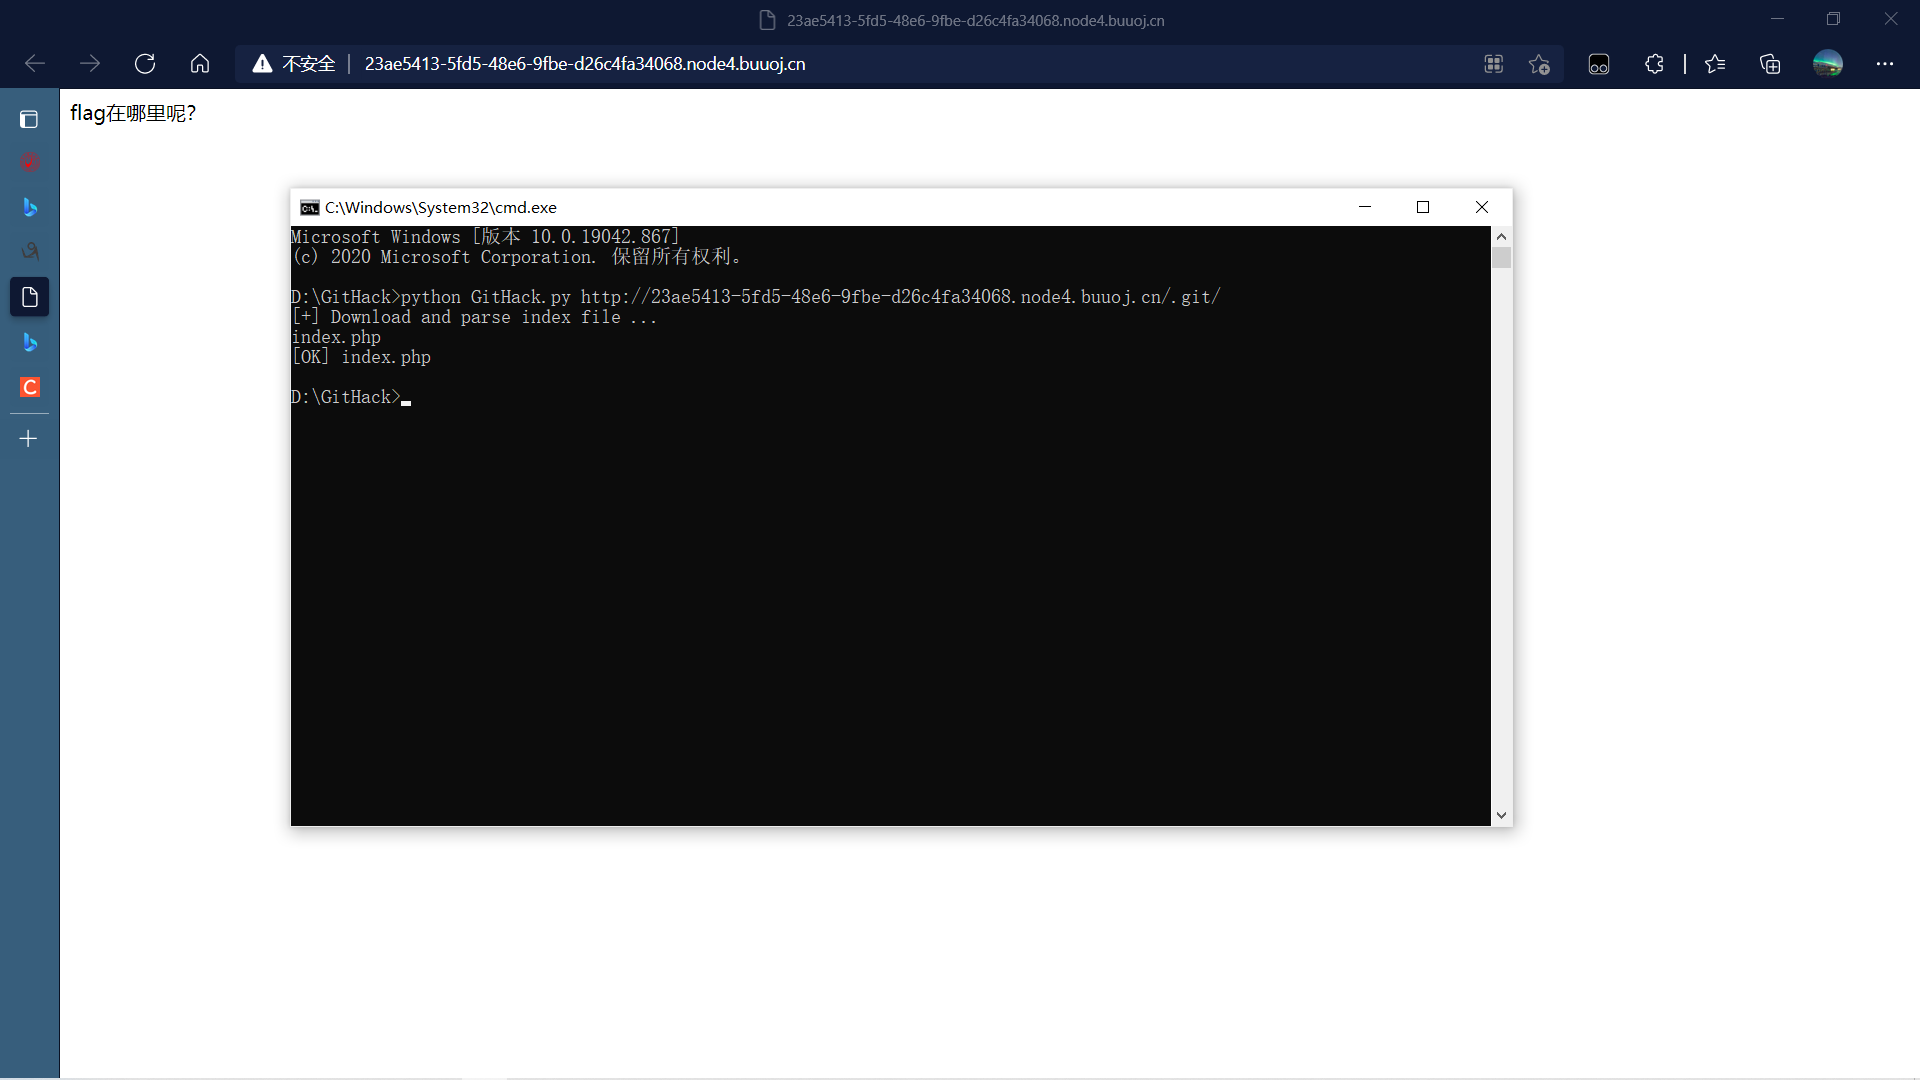 23ae5413-5fd5-48e6-9fbe-d26c4fa34068.node4.buuoj.cn
不安全 | 23ae5413-5fd5-48e6-9fbe-d26c4fa34068.node4.buuoj.cn
flag在哪里呢?
C:\Windows\System32\cmd.exe
Microsoft Windows [版本 10.0.19042.867]
(c) 2020 Microsoft Corporation. 保留所有权利。
D:\GitHack>python GitHack.py http://23ae5413-5fd5-48e6-9fbe-d26c4fa34068.node4.buuoj.cn/.git/
[+] Download and parse index file ...
index.php
[OK] index.php
D:\GitHack>